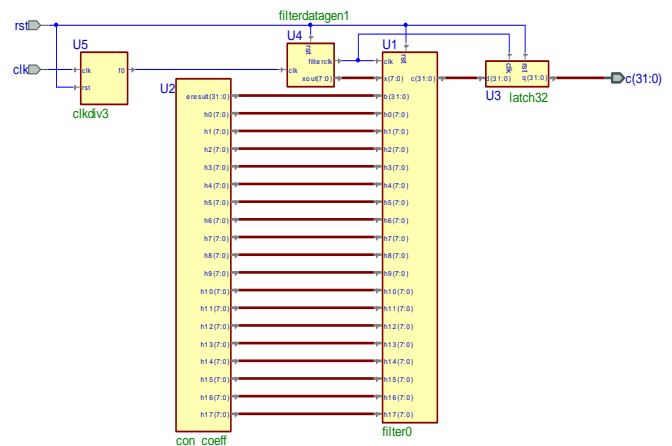 filterdatagen1
rst
U5
U4
U1
rst
filterclk
clk
xout(7:0)
clk
clk
f0
rst
clkdiv3
rst
clk
x(7:0)
c(31:0)
clk
rst
d(31:0)
q(31:0)
U3
latch32
c(31:0)
U2
eresult(31:0)
b(31:0)
h0(7:0)
h0(7:0)
h1(7:0)
h1(7:0)
h2(7:0)
h2(7:0)
h3(7:0)
h3(7:0)
h4(7:0)
h4(7:0)
h5(7:0)
h5(7:0)
h6(7:0)
h6(7:0)
h7(7:0)
h7(7:0)
h8(7:0)
h8(7:0)
h9(7:0)
h9(7:0)
h10(7:0)
h10(7:0)
h11(7:0)
h11(7:0)
h12(7:0)
h12(7:0)
h13(7:0)
h13(7:0)
h14(7:0)
h14(7:0)
h15(7:0)
h15(7:0)
h16(7:0)
h16(7:0)
h17(7:0)
h17(7:0)
con_coeff
filter0